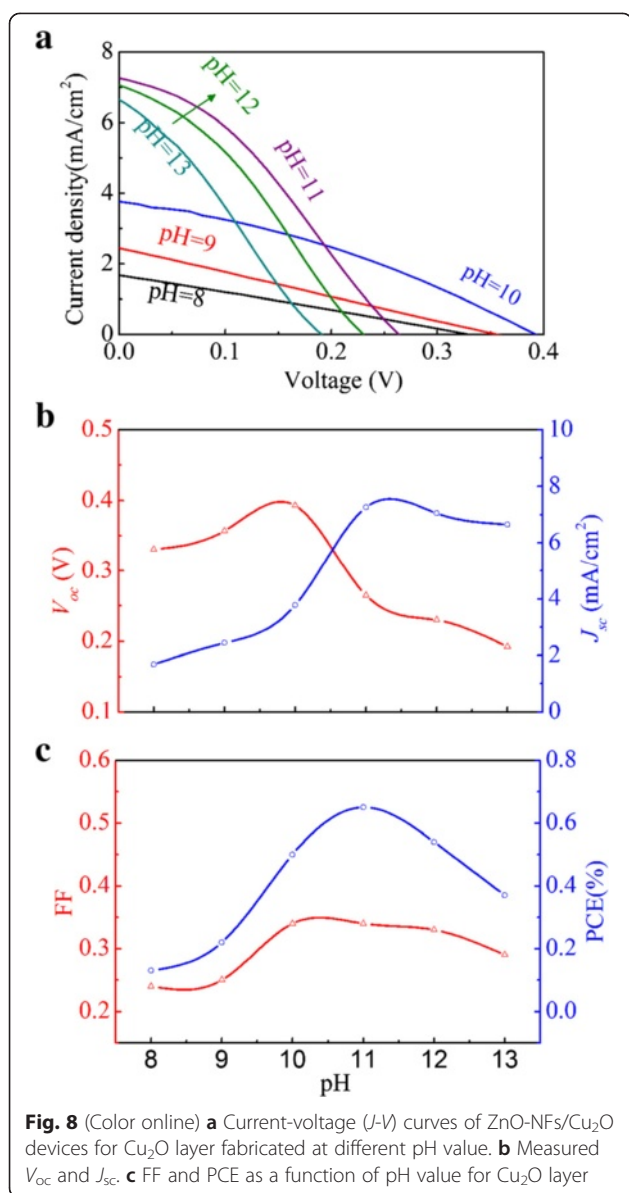 a
8
6
4
2
0
Current density(mA/cm²)
pH=12
pH=13
pH=11
pH=9
pH=8
pH=10
0.0 0.1 0.2 0.3 0.4
Voltage (V)
b
0.5
0.4
0.3
0.2
0.1
Voc (V)
10
8
6
4
2
0
Jsc (mA/cm²)
c
0.6
0.5
0.4
0.3
0.2
FF
0.8
0.6
0.4
0.2
0.0
PCE(%)
8 9 10 11 12 13
pH
Fig. 8 (Color online) a Current-voltage (J-V) curves of ZnO-NFs/Cu₂O
devices for Cu₂O layer fabricated at different pH value. b Measured
Voc and Jsc. c FF and PCE as a function of pH value for Cu₂O layer